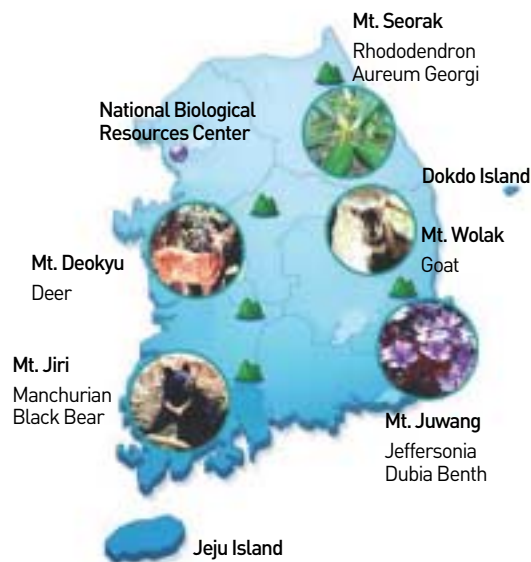 Mt. Seorak
Rhododendron
Aureum Georgi
National Biological
Resources Center
Dokdo Island
Mt. Wolak
Goat
Mt. Deokyu
Deer
Mt. Jiri
Manchurian
Black Bear
Mt. Juwang
Jeffersonia
Dubia Benth
Jeju Island